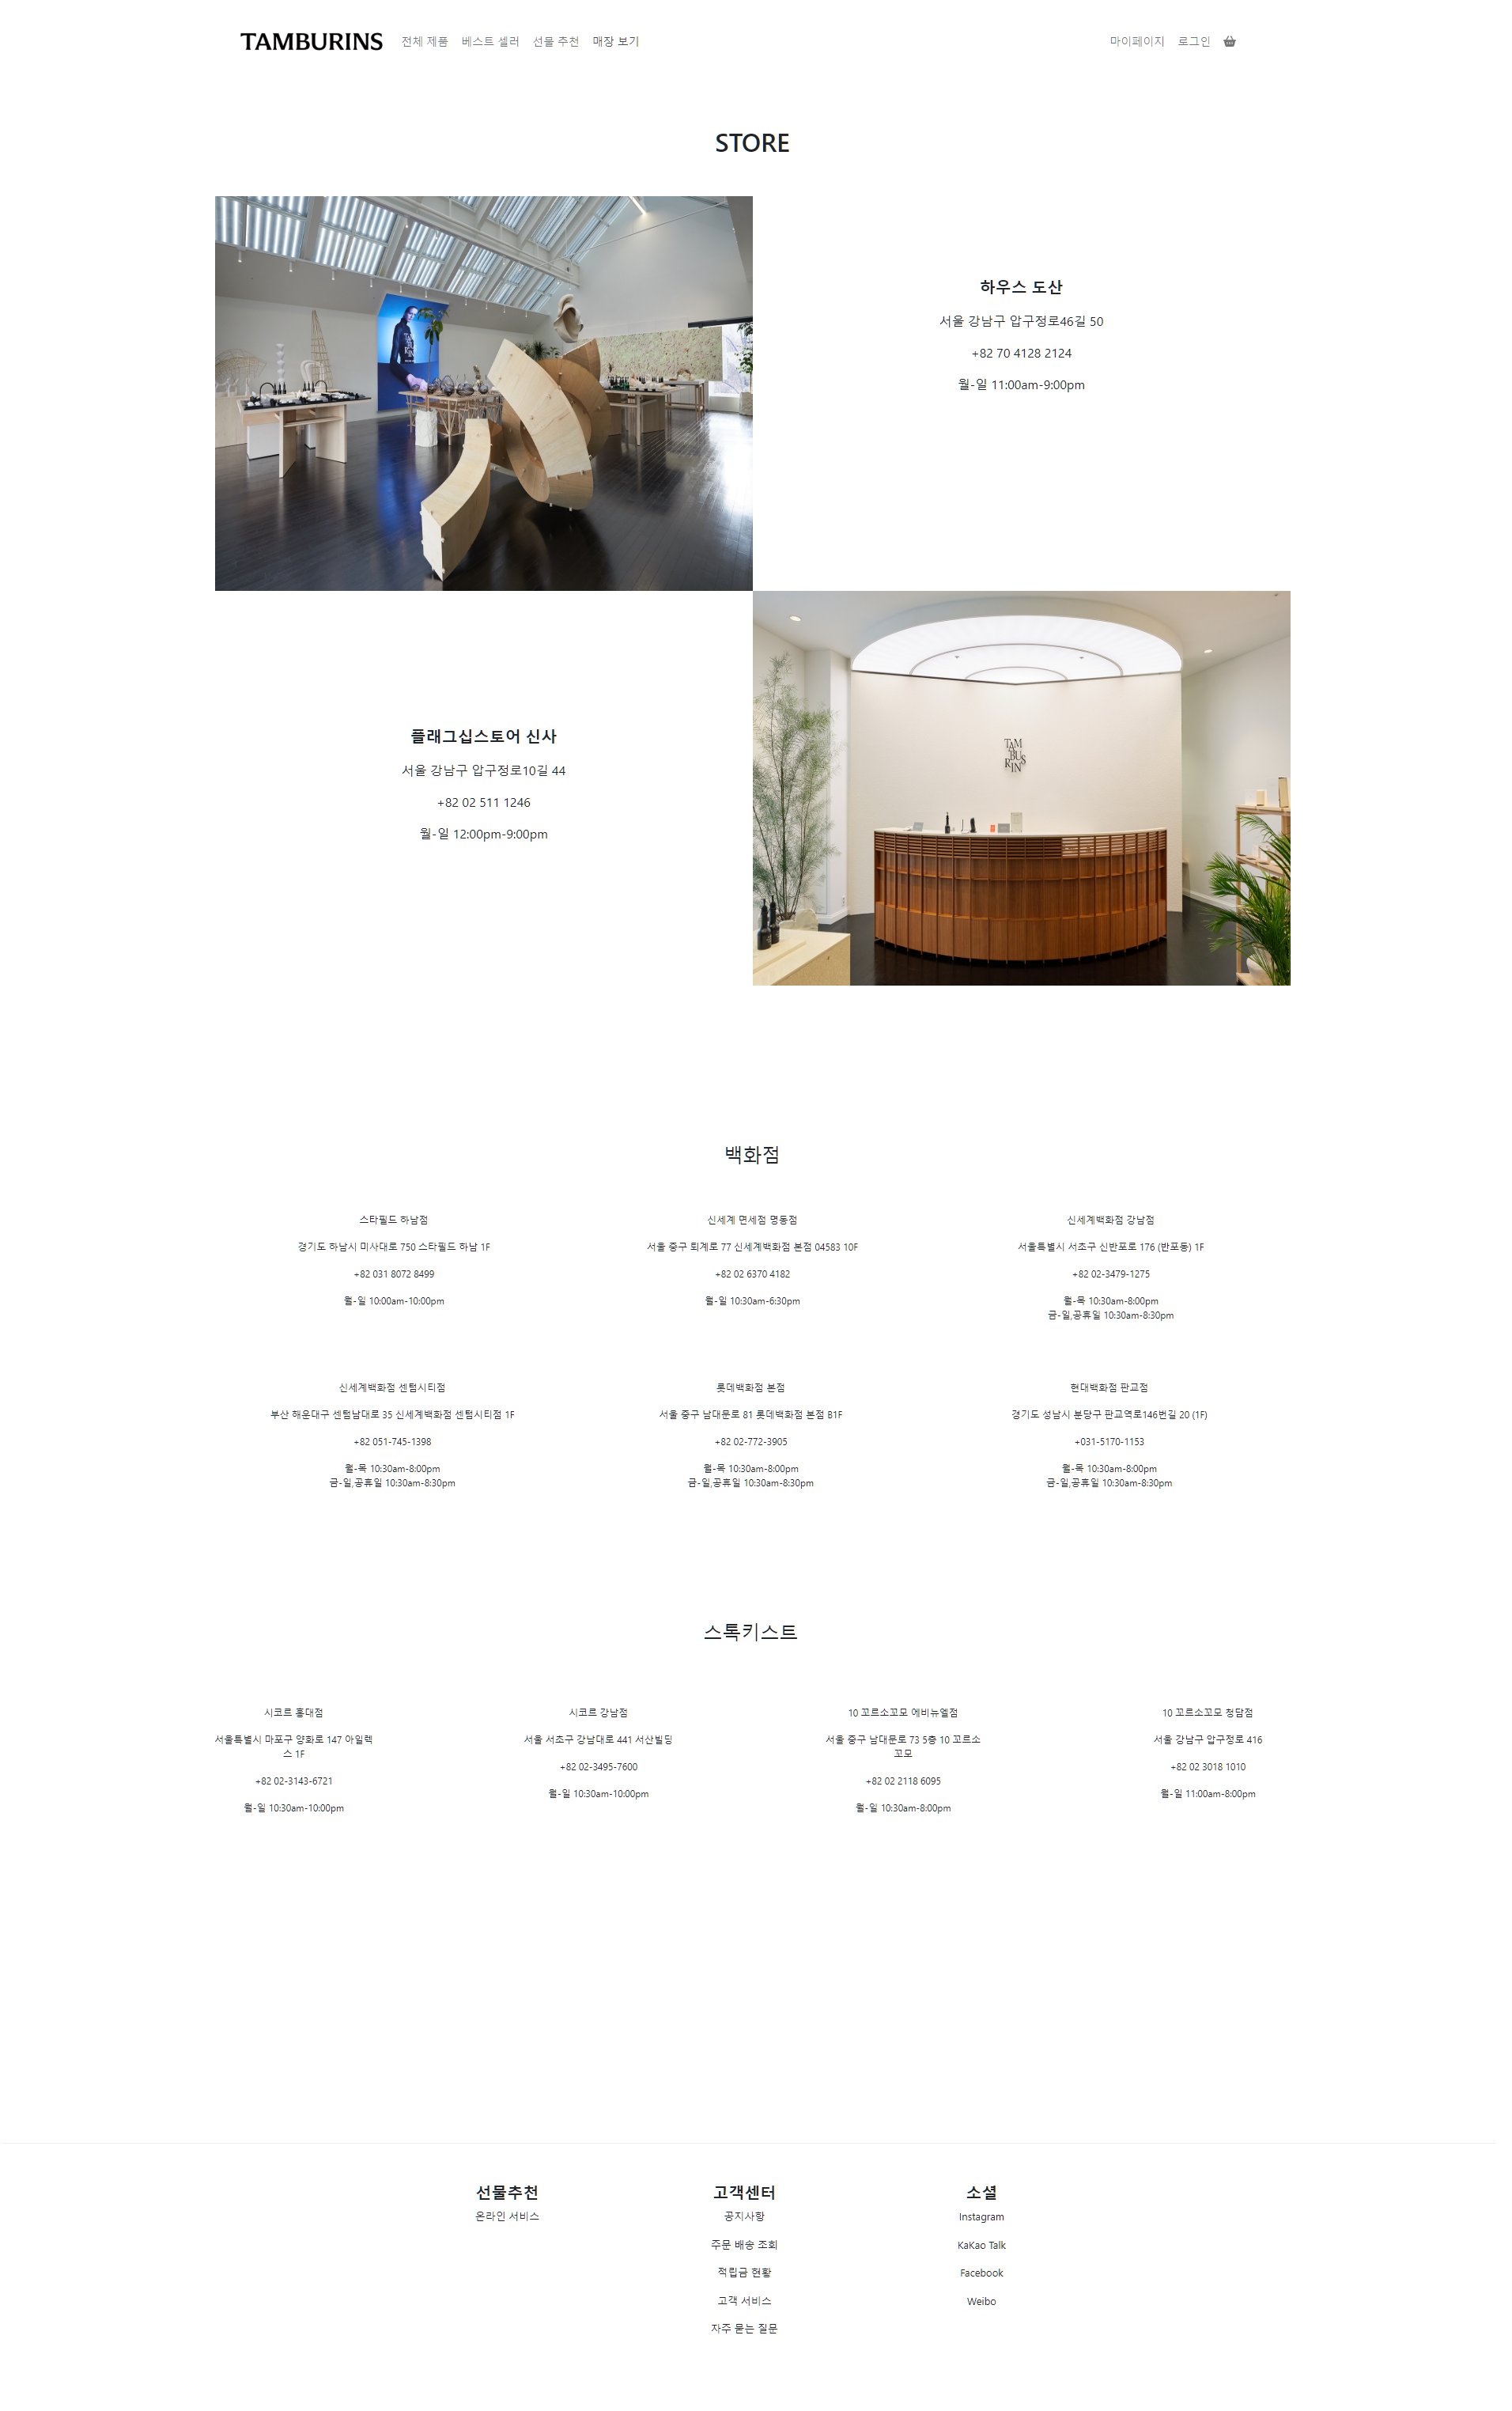 TAMBURINS 전체 제품 베스트 셀러 선물 추천 매장 보기 마이페이지 로그인
STORE
하우스 도산
서울 강남구 압구정로46길 50
+82 70 4128 2124
월-일 11:00am-9:00pm
플래그십스토어 신사
서울 강남구 압구정로10길 44
+82 02 511 1246
월-일 12:00pm-9:00pm
TAM
BUS
RIN
백화점
스타필드 하남점
경기도 하남시 미사대로 750 스타필드 하남 1F
+82 031 8072 8499
월-일 10:00am-10:00pm
신세계 면세점 명동점
서울 중구 퇴계로 77 신세계백화점 본점 04583 10F
+82 02 6370 4182
월-일 10:30am-6:30pm
신세계백화점 강남점
서울특별시 서초구 신반포로 176 (반포동) 1F
+82 02-3479-1275
월-목 10:30am-8:00pm
금-일,공휴일 10:30am-8:30pm
신세계백화점 센텀시티점
부산 해운대구 센텀남대로 35 신세계백화점 센텀시티점 1F
+82 051-745-1398
월-목 10:30am-8:00pm
금-일,공휴일 10:30am-8:30pm
롯데백화점 본점
서울 중구 남대문로 81 롯데백화점 본점 B1F
+82 02-772-3905
월-목 10:30am-8:00pm
금-일,공휴일 10:30am-8:30pm
현대백화점 판교점
경기도 성남시 분당구 판교역로146번길 20 (1F)
+031-5170-1153
월-목 10:30am-8:00pm
금-일,공휴일 10:30am-8:30pm
스톡키스트
시코르 홍대점
서울특별시 마포구 양화로 147 아일렉
스 1F
+82 02-3143-6721
월-일 10:30am-10:00pm
시코르 강남점
서울 서초구 강남대로 441 서산빌딩
+82 02-3495-7600
월-일 10:30am-10:00pm
10 꼬르소꼬모 에비뉴엘점
서울 중구 남대문로 73 5층 10 꼬르소
꼬모
+82 02 2118 6095
월-일 10:30am-8:00pm
10 꼬르소꼬모 청담점
서울 강남구 압구정로 416
+82 02 3018 1010
월-일 11:00am-8:00pm
선물추천
온라인 서비스
고객센터
공지사항
주문 배송 조회
적립금 현황
고객 서비스
자주 묻는 질문
소셜
Instagram
KaKao Talk
Facebook
Weibo